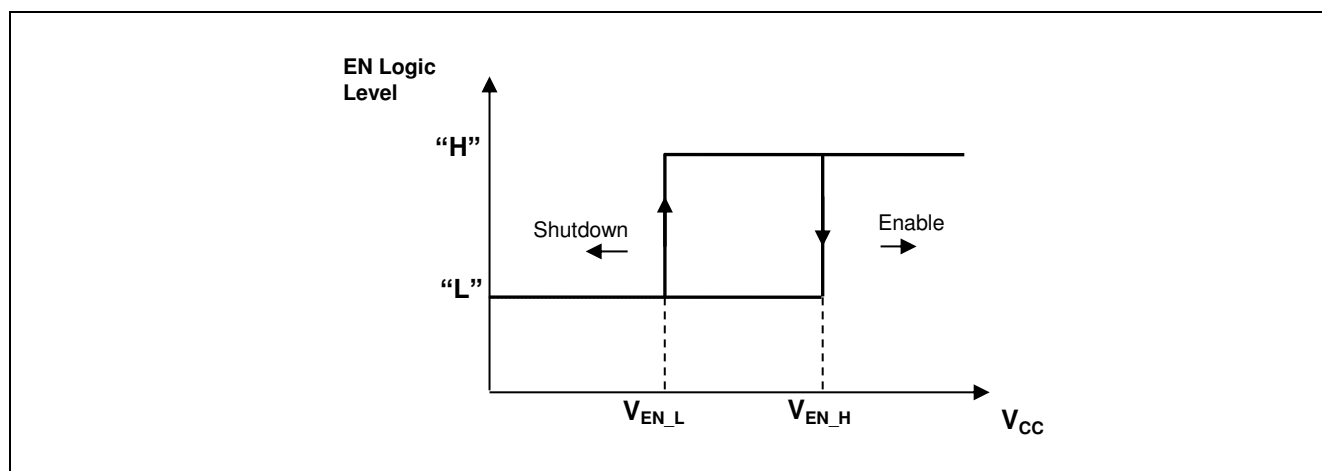 EN Logic
Level
“H”
Shutdown
Enable
“L”
V_EN_L
V_EN_H
V_CC